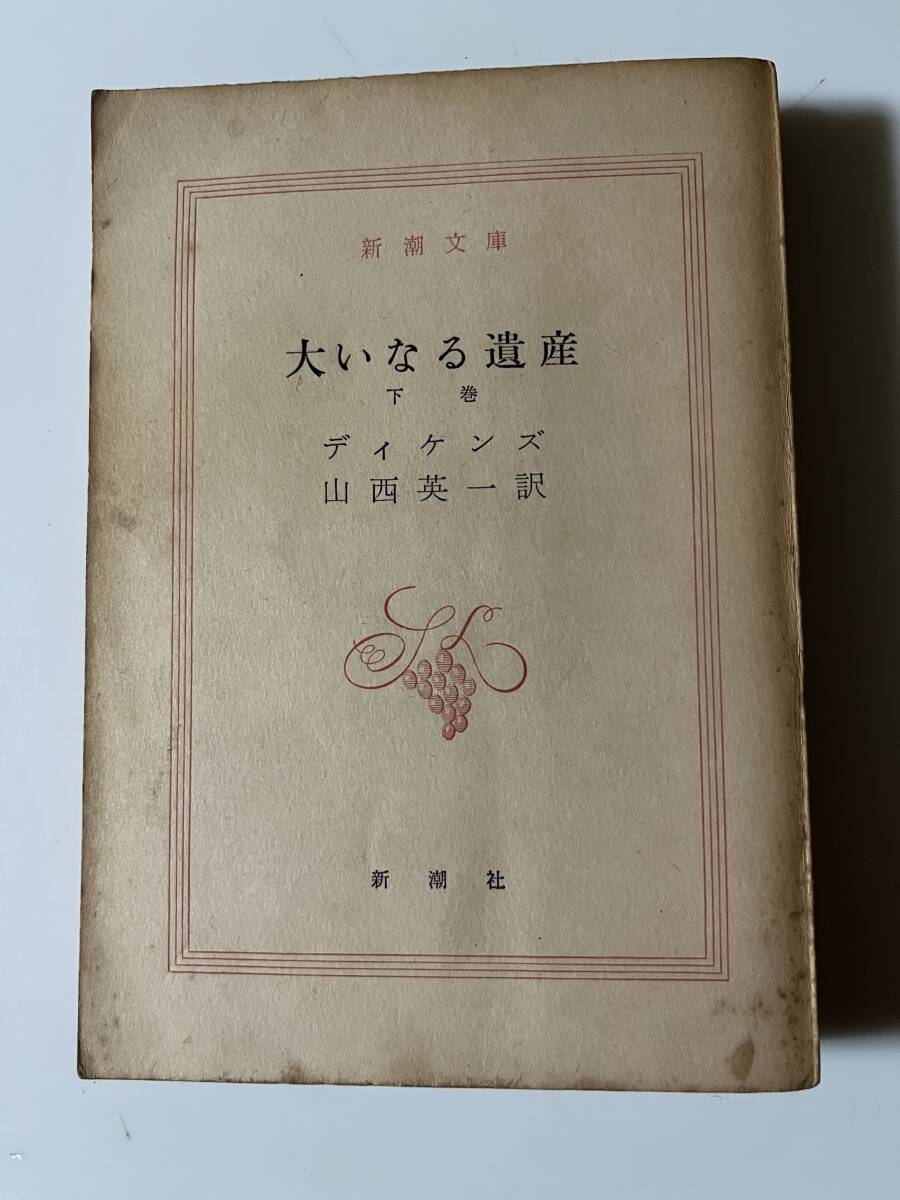 新潮文庫
大いなる遺産
下巻
ディケンズ
山西英一訳
新潮社